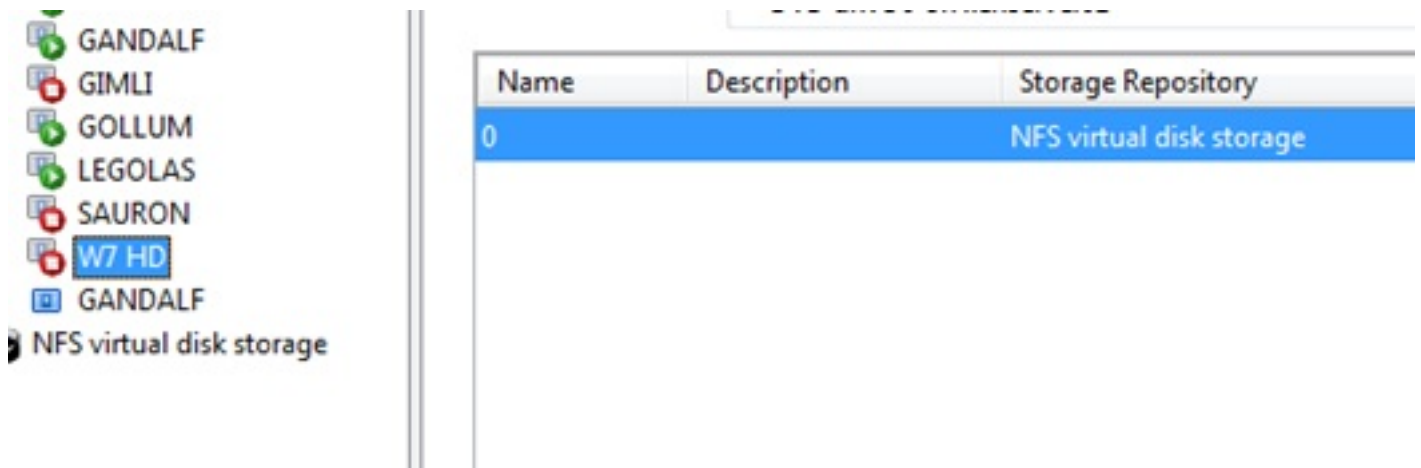 GANDALF
GIMLI
GOLLUM
LEGOLAS
SAURON
W7 HD
GANDALF
NFS virtual disk storage
Name Description Storage Repository
0 NFS virtual disk storage